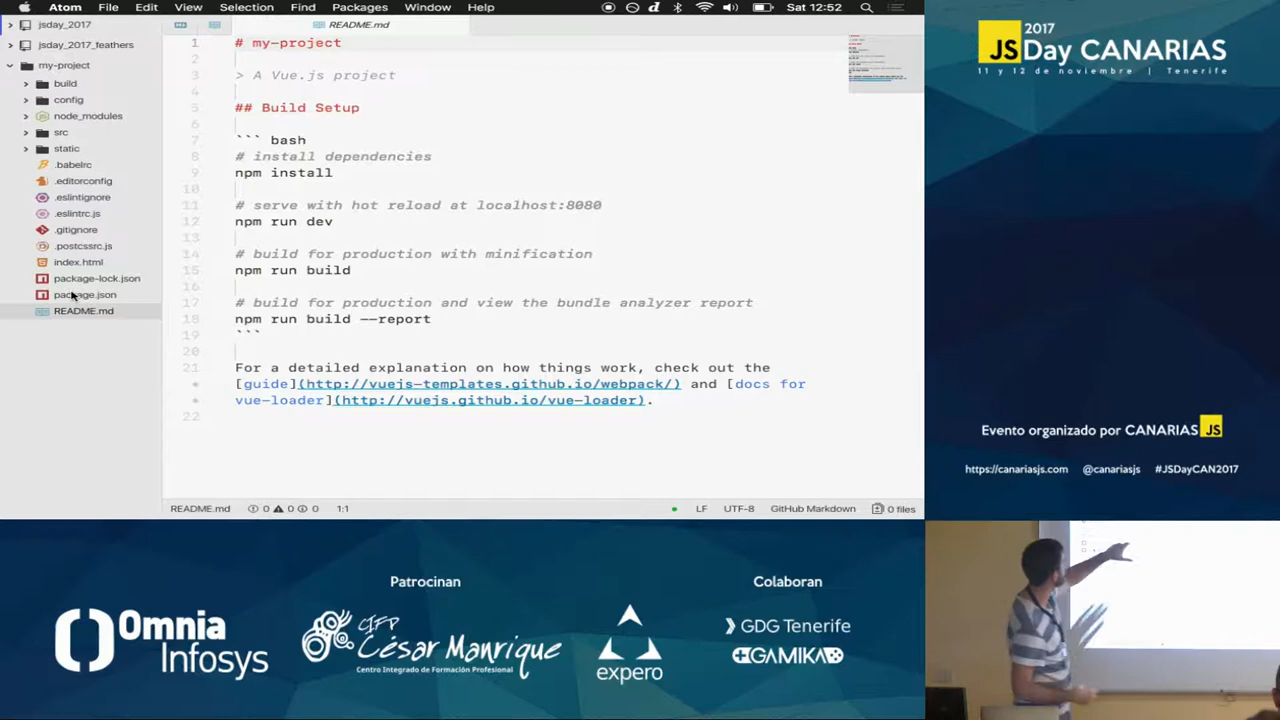 Atom File Edit View Selection Find Packages Window Help
Sat 12:52
jsday_2017
jsday_2017_feathers
my-project
build
config
node_modules
src
static
.babelrc
.editorconfig
.eslintignore
.eslintrc.js
.gitignore
.postcssrc.js
index.html
package-lock.json
package.json
README.md
README.md
1 # my-project
2
3 > A Vue.js project
4
5 ## Build Setup
6
7 ``` bash
8 # install dependencies
9 npm install
10
11 # serve with hot reload at localhost:8080
12 npm run dev
13
14 # build for production with minification
15 npm run build
16
17 # build for production and view the bundle analyzer report
18 npm run build --report
19 ```
20
21 For a detailed explanation on how things work, check out the
• [guide](http://vuejs-templates.github.io/webpack/) and [docs for
• vue-loader](http://vuejs.github.io/vue-loader).
22
README.md 0 0 0 1:1 LF UTF-8 GitHub Markdown 0 files
2017
JS Day CANARIAS
11 y 12 de noviembre | Tenerife
Evento organizado por CANARIAS JS
https://canariasjs.com @canariasjs #JSDayCAN2017
Patrocinan
Omnia
Infosys
CIFP
César Manrique
Centro Integrado de Formación Profesional
expero
Colaboran
GDG Tenerife
GAMIKA